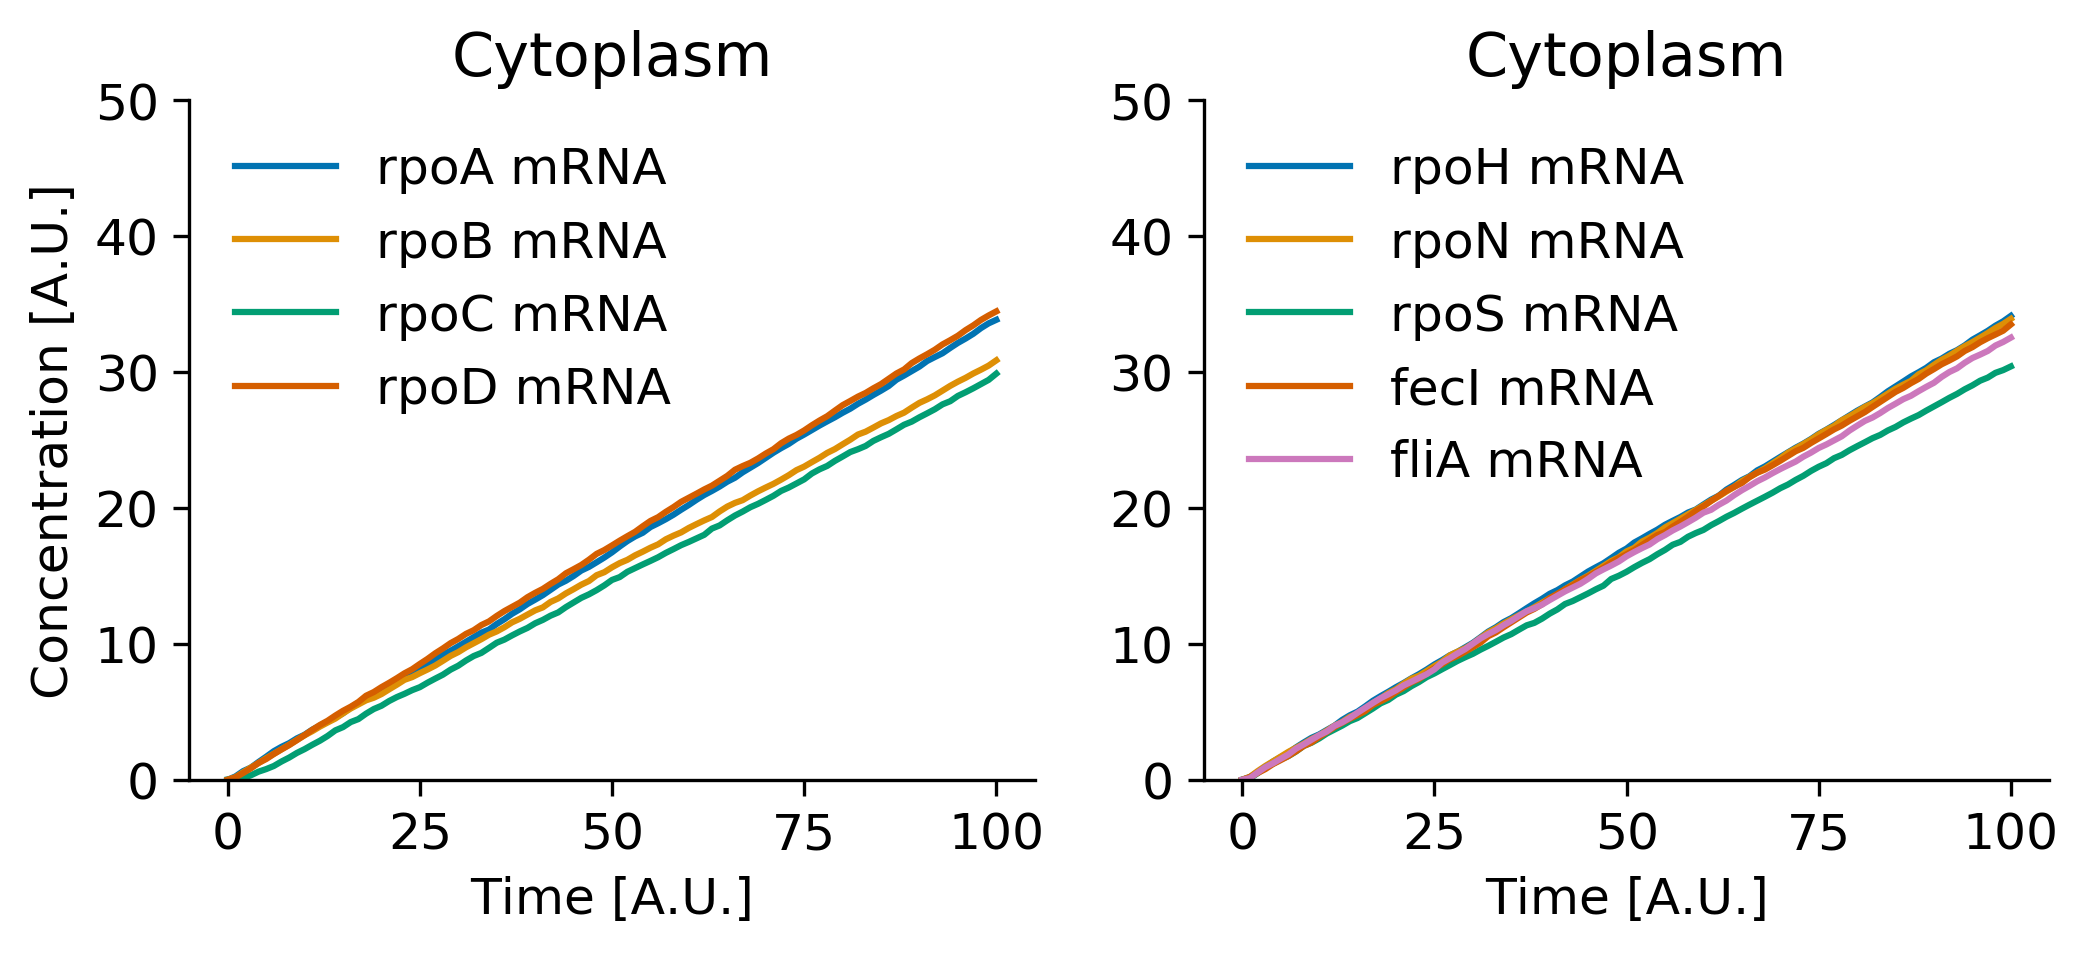 Cytoplasm
Concentration [A.U.]
50
40
30
20
10
0
rpoA mRNA
rpoB mRNA
rpoC mRNA
rpoD mRNA
0 25 50 75 100
Time [A.U.]
Cytoplasm
50
40
30
20
10
0
rpoH mRNA
rpoN mRNA
rpoS mRNA
fecI mRNA
fliA mRNA
0 25 50 75 100
Time [A.U.]